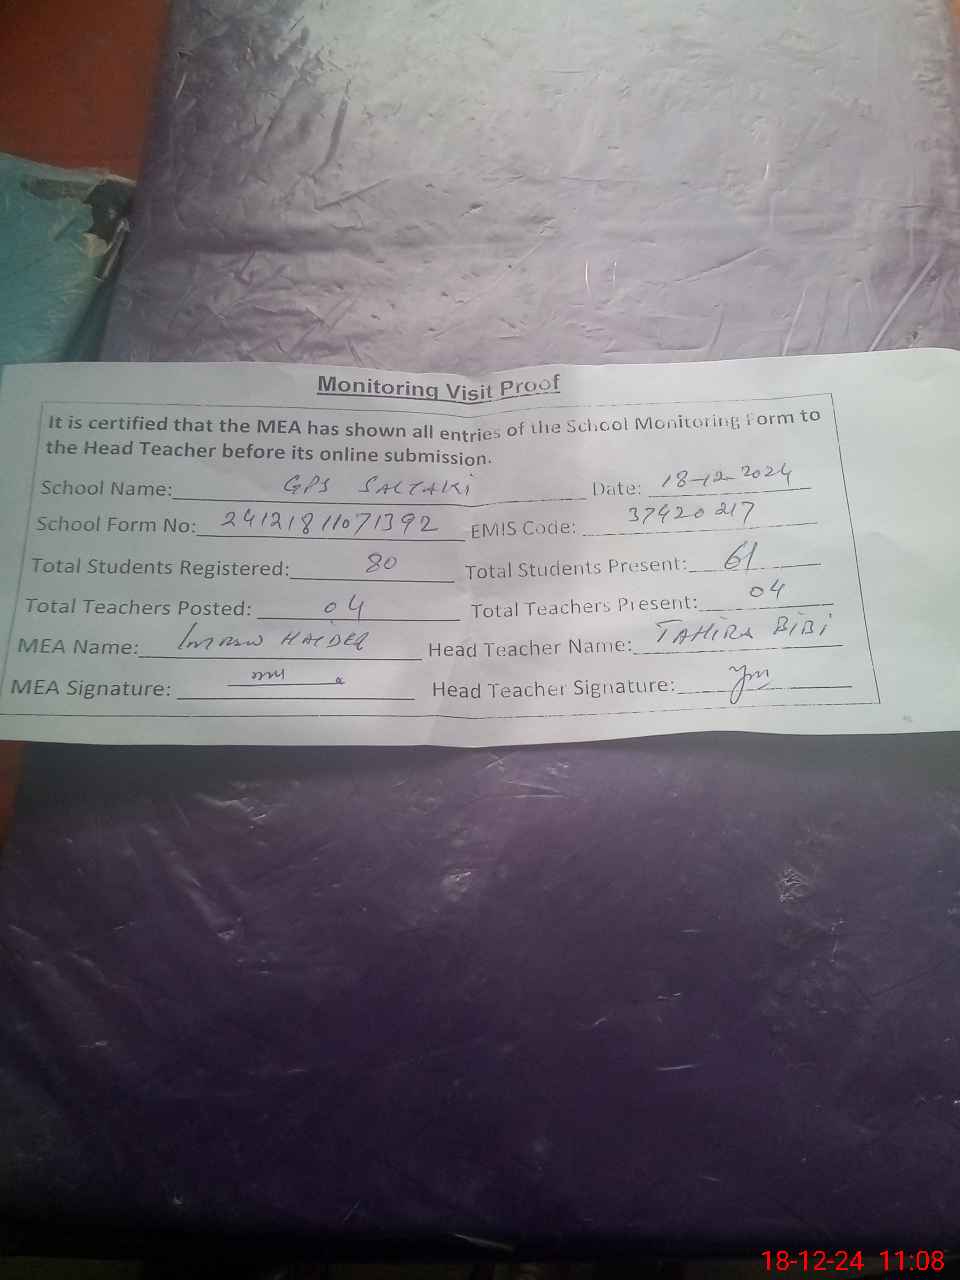 Monitoring Visit Proof
It is certified that the MEA has shown all entries of the School Monitoring Form to
the Head Teacher before its online submission.
School Name: GPS SALTAKI Date: 18-12-2024
School Form No: 24121811071392 EMIS Code: 37420217
Total Students Registered: 80 Total Students Present: 61
Total Teachers Posted: 04 Total Teachers Present: 04
MEA Name: IMRAN HAIDER Head Teacher Name: TAHIRA BIBI
MEA Signature: Head Teacher Signature:
18-12-24 11:08